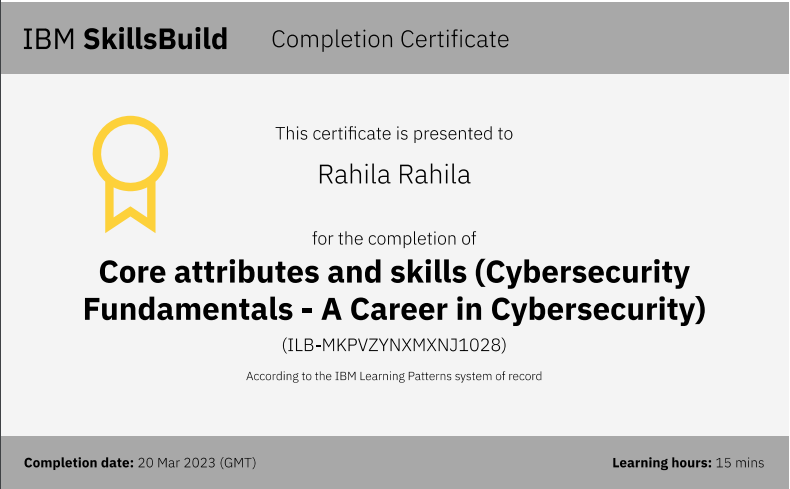 IBM SkillsBuild Completion Certificate
This certificate is presented to
Rahila Rahila
for the completion of
Core attributes and skills (Cybersecurity
Fundamentals - A Career in Cybersecurity)
(ILB-MKPVZYNXMXNJ1028)
According to the IBM Learning Patterns system of record
Completion date: 20 Mar 2023 (GMT) Learning hours: 15 mins